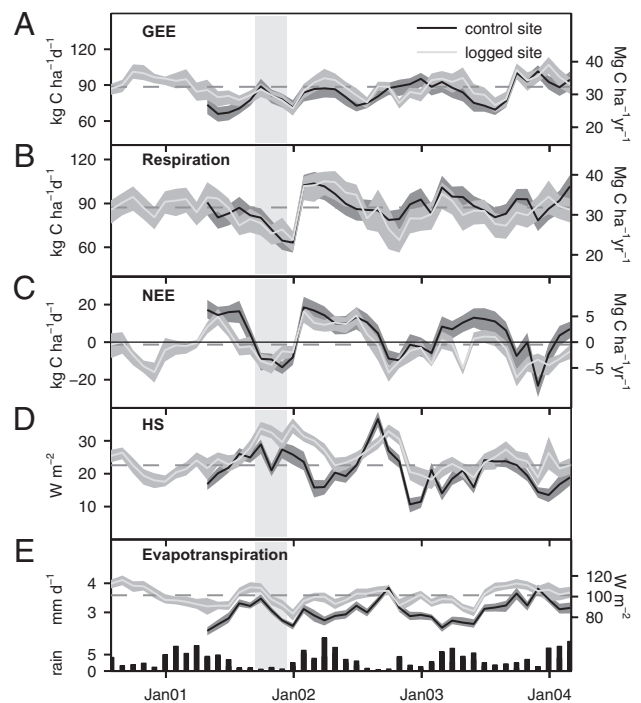 A
GEE
control site
logged site
120
90
60
kg C ha⁻¹d⁻¹
40
30
20
Mg C ha⁻¹yr⁻¹
B
Respiration
120
90
60
kg C ha⁻¹d⁻¹
40
30
20
Mg C ha⁻¹yr⁻¹
C
NEE
20
0
−20
kg C ha⁻¹d⁻¹
5
0
−5
Mg C ha⁻¹yr⁻¹
D
HS
30
20
10
W m⁻²
E
Evapotranspiration
4
3
mm d⁻¹
120
100
80
W m⁻²
5
0
rain
Jan01 Jan02 Jan03 Jan04